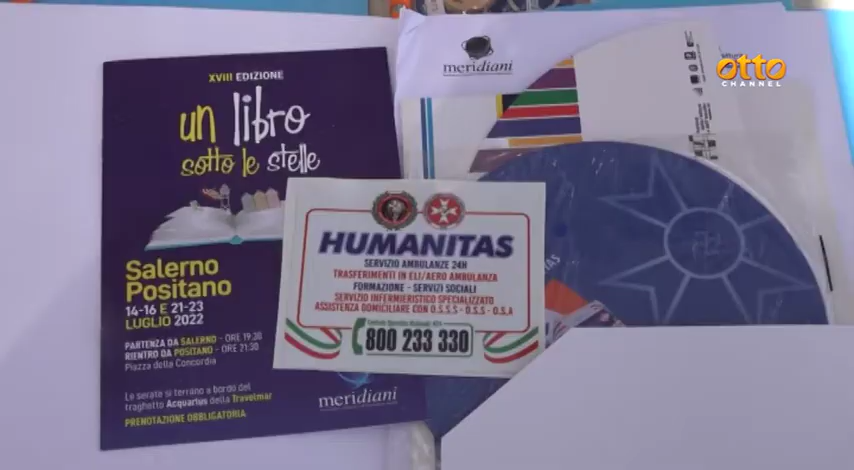 XVIII EDIZIONE
un libro
sotto le stelle
Salerno
Positano
14-16 E 21-23
LUGLIO 2022
PARTENZA DA SALERNO - ORE 19:30
RIENTRO DA POSITANO - ORE 21:30
Piazza della Concordia
Le serate si terranno a bordo del
traghetto Acquarius della Travelmar
PRENOTAZIONE OBBLIGATORIA
meridiani
HUMANITAS
SERVIZIO AMBULANZE 24H
TRASFERIMENTI IN ELI/AERO AMBULANZA
FORMAZIONE - SERVIZI SOCIALI
SERVIZIO INFERMIERISTICO SPECIALIZZATO
ASSISTENZA DOMICILIARE CON O.S.S.S - O.S.S - O.S.A
800 233 330
meridiani
otto
CHANNEL